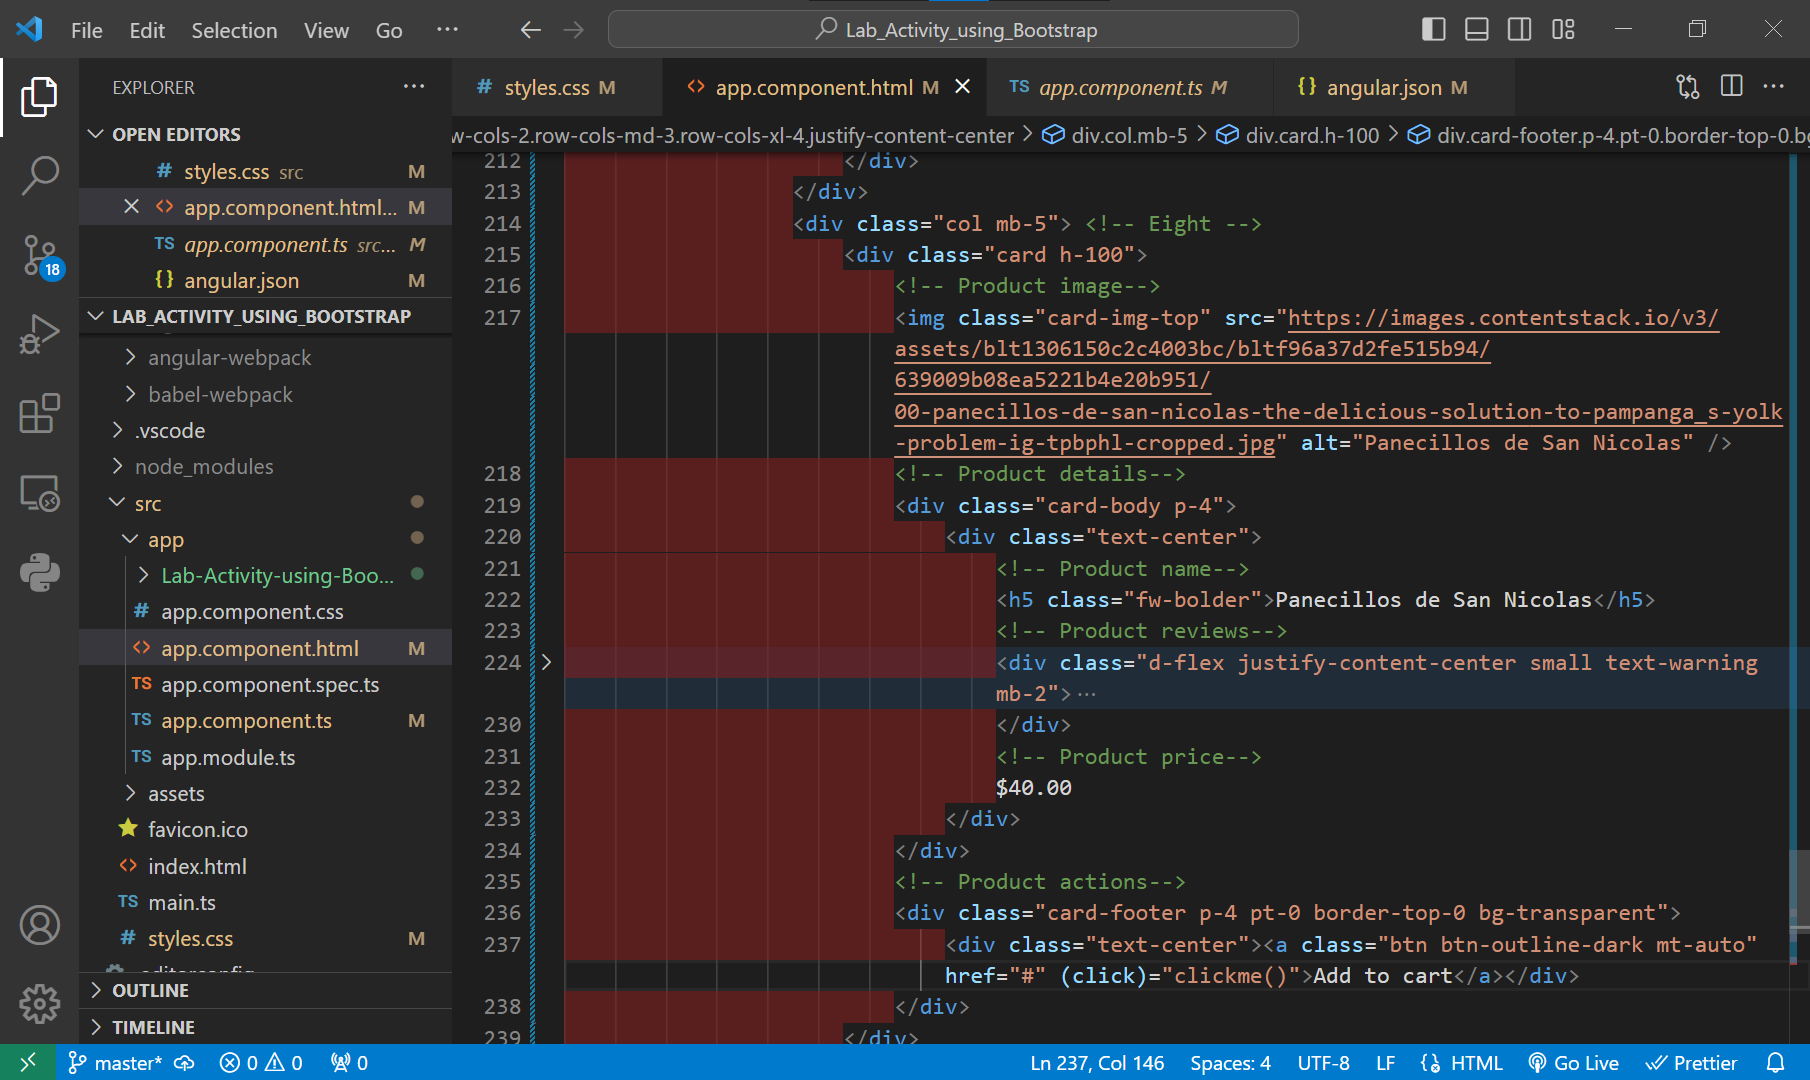 File Edit Selection View Go ···
Lab_Activity_using_Bootstrap
EXPLORER ···
OPEN EDITORS
# styles.css src M
<> app.component.html... M
TS app.component.ts src... M
{} angular.json M
LAB_ACTIVITY_USING_BOOTSTRAP
angular-webpack
babel-webpack
.vscode
node_modules
src
app
Lab-Activity-using-Boo...
# app.component.css
<> app.component.html M
TS app.component.spec.ts
TS app.component.ts M
TS app.module.ts
assets
favicon.ico
<> index.html
TS main.ts
# styles.css M
.editorconfig
OUTLINE
TIMELINE
18
# styles.css M
<> app.component.html M
TS app.component.ts M
{} angular.json M
w-cols-2.row-cols-md-3.row-cols-xl-4.justify-content-center > div.col.mb-5 > div.card.h-100 > div.card-footer.p-4.pt-0.border-top-0.bg
212 </div>
213 </div>
214 <div class="col mb-5"> <!-- Eight -->
215 <div class="card h-100">
216 <!-- Product image-->
217 <img class="card-img-top" src="https://images.contentstack.io/v3/
assets/blt1306150c2c4003bc/bltf96a37d2fe515b94/
639009b08ea5221b4e20b951/
00-panecillos-de-san-nicolas-the-delicious-solution-to-pampanga_s-yolk
-problem-ig-tpbphl-cropped.jpg" alt="Panecillos de San Nicolas" />
218 <!-- Product details-->
219 <div class="card-body p-4">
220 <div class="text-center">
221 <!-- Product name-->
222 <h5 class="fw-bolder">Panecillos de San Nicolas</h5>
223 <!-- Product reviews-->
224 <div class="d-flex justify-content-center small text-warning
mb-2">···
230 </div>
231 <!-- Product price-->
232 $40.00
233 </div>
234 </div>
235 <!-- Product actions-->
236 <div class="card-footer p-4 pt-0 border-top-0 bg-transparent">
237 <div class="text-center"><a class="btn btn-outline-dark mt-auto"
href="#" (click)="clickme()">Add to cart</a></div>
238 </div>
239 </div>
master* 0 0 0
Ln 237, Col 146 Spaces: 4 UTF-8 LF HTML Go Live Prettier